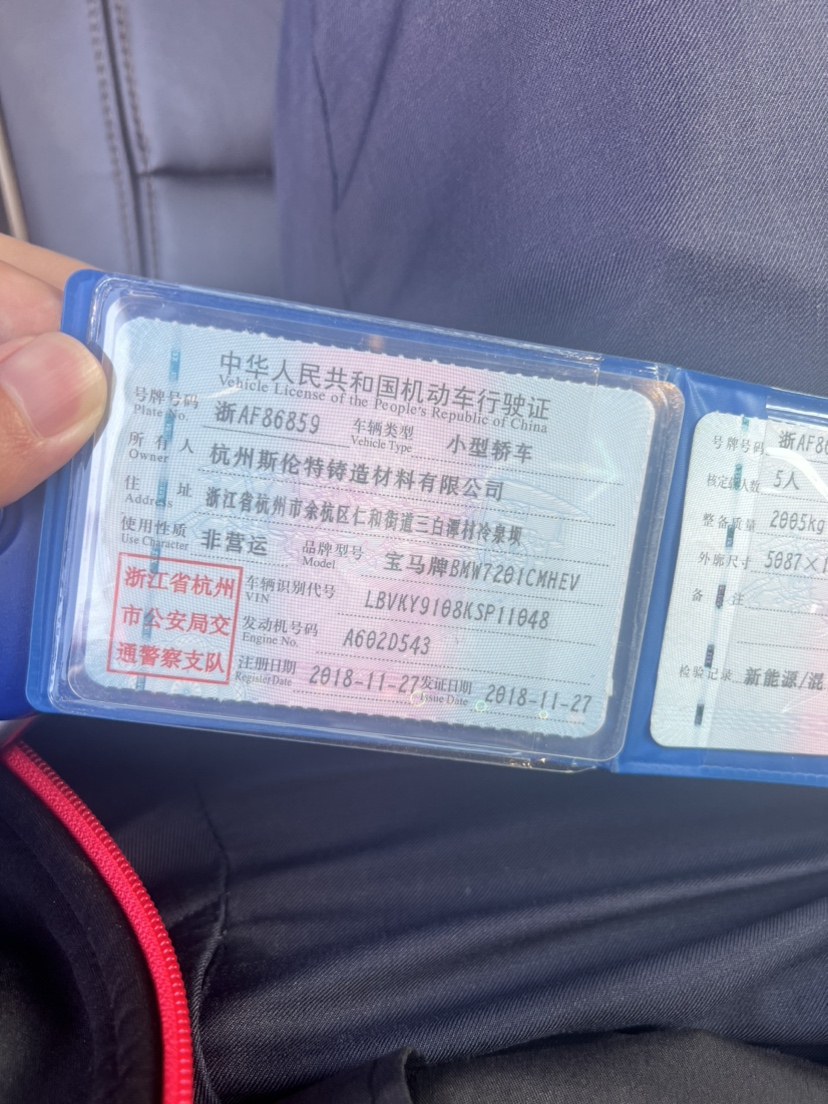 中华人民共和国机动车行驶证
Vehicle License of the People's Republic of China
号牌号码 浙AF86859 车辆类型 小型轿车
Plate No. Vehicle Type
所有人 杭州斯伦特铸造材料有限公司
Owner
住址 浙江省杭州市余杭区仁和街道三白潭村冷泉坝
Address
使用性质 非营运 品牌型号 宝马牌BMW7201CMHEV
Use Character Model
浙江省杭州
市公安局交
通警察支队
车辆识别代号 LBVKY9108KSP11048
VIN
发动机号码 A602D543
Engine No.
注册日期 2018-11-27 发证日期 2018-11-27
Register Date Issue Date
号牌号码 浙AF8
核定载人数 5人
整备质量 2005kg
外廓尺寸 5087×1
备注
检验记录 新能源/混